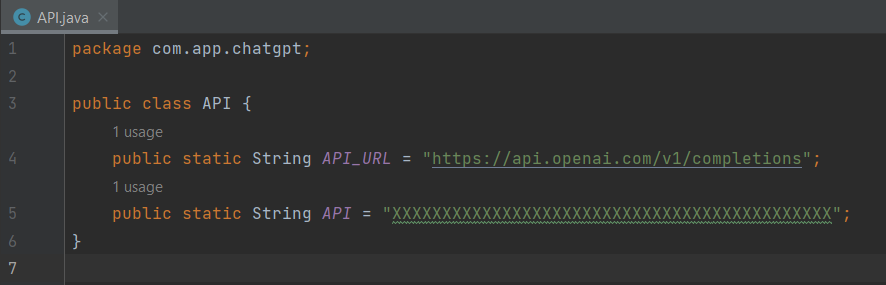 C API.java ×
1 package com.app.chatgpt;
2
3 public class API {
1 usage
4 public static String API_URL = "https://api.openai.com/v1/completions";
1 usage
5 public static String API = "XXXXXXXXXXXXXXXXXXXXXXXXXXXXXXXXXXXXXXXXXXXX";
6 }
7